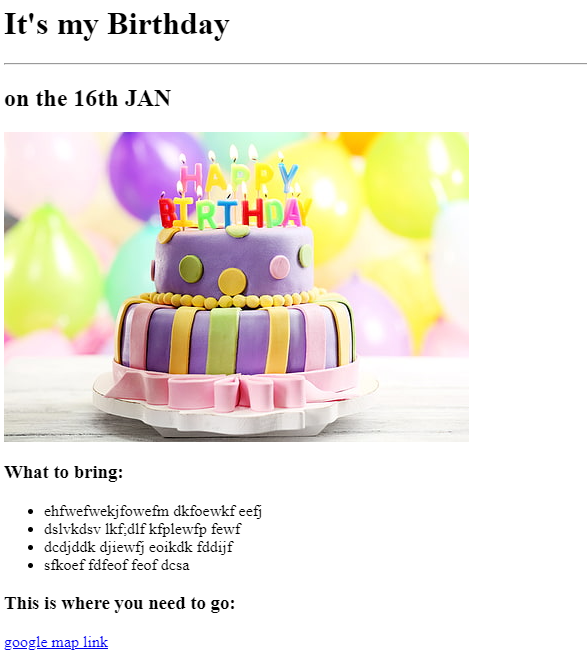 It's my Birthday
on the 16th JAN
HAPPY
BIRTHDAY
What to bring:
ehfwefwekjfowefm dkfoewkf eefj
dslvkdsv lkf;dlf kfplewfp fewf
dcdjddk djiewfj eoikdk fddijf
sfkoef fdfeof feof dcsa
This is where you need to go:
google map link